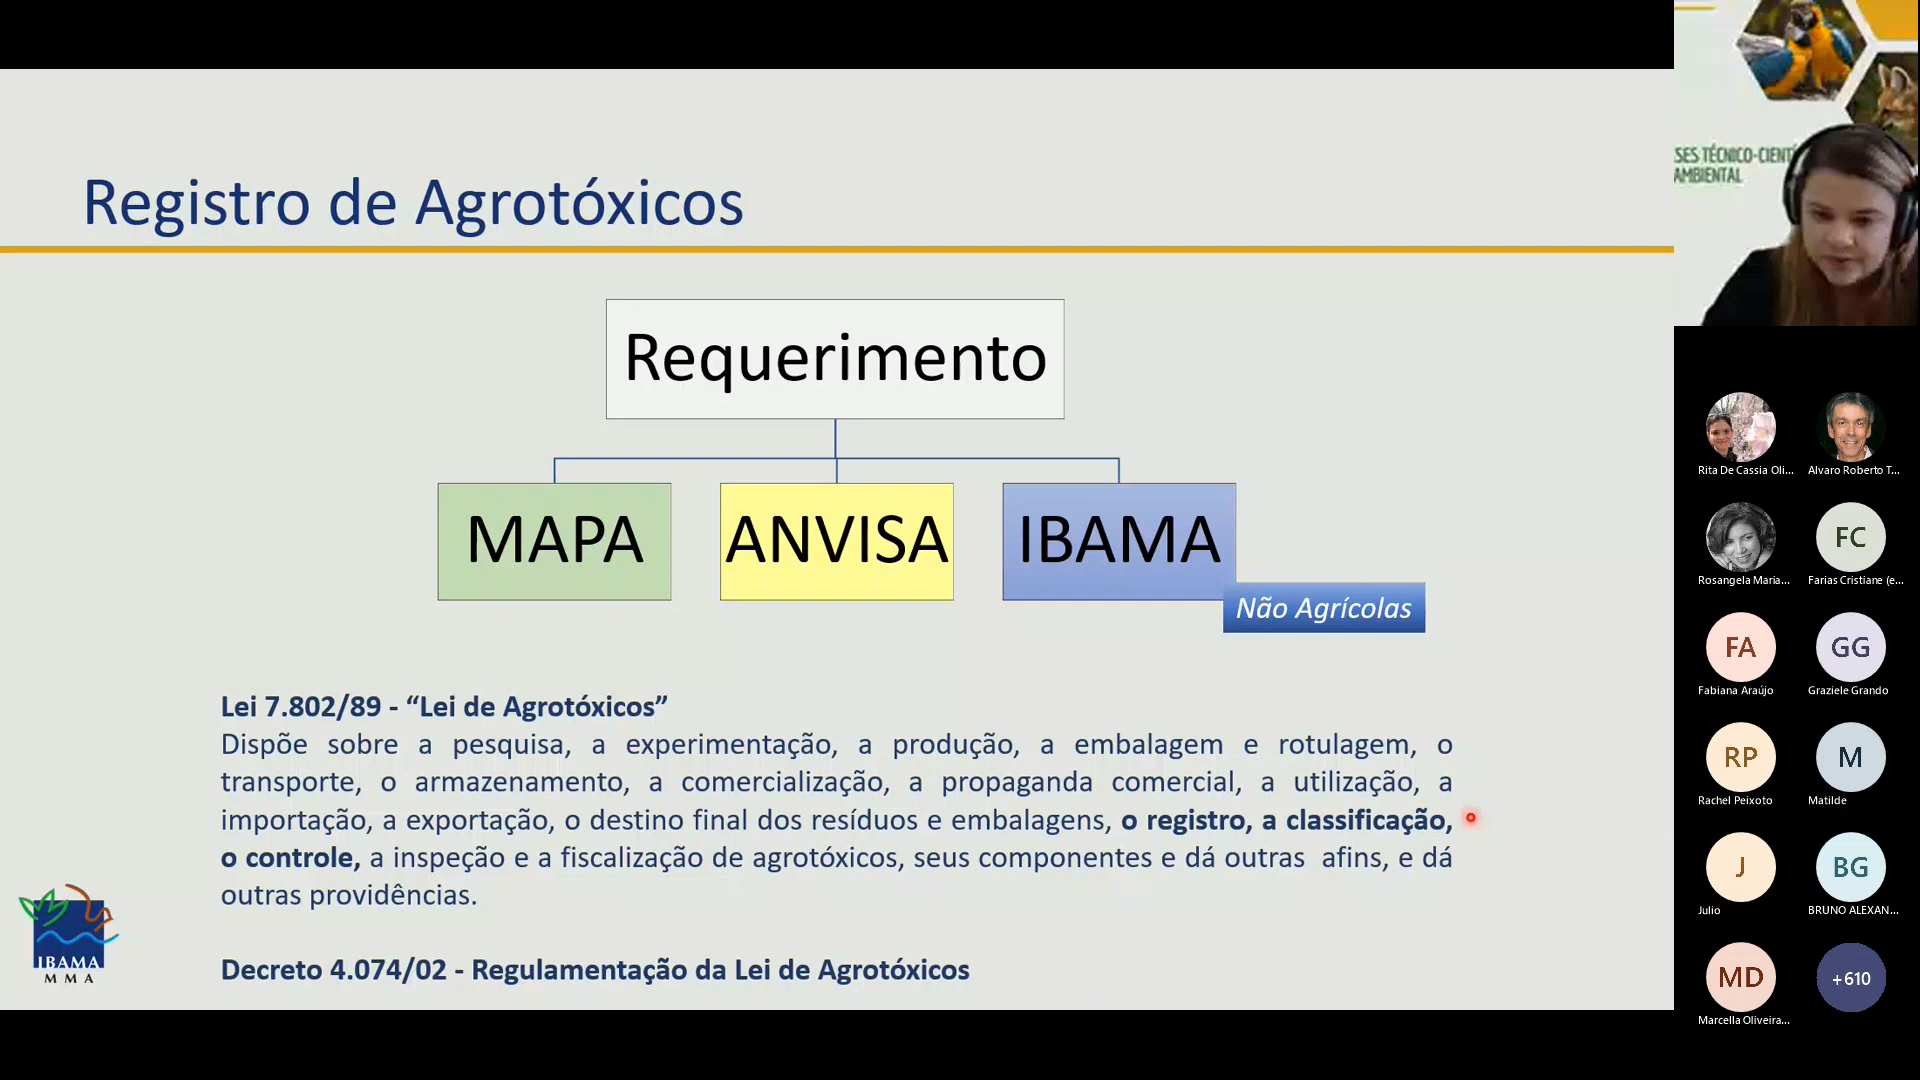 Registro de Agrotóxicos
Requerimento
MAPA
ANVISA
IBAMA
Não Agrícolas
Lei 7.802/89 - “Lei de Agrotóxicos”
Dispõe sobre a pesquisa, a experimentação, a produção, a embalagem e rotulagem, o
transporte, o armazenamento, a comercialização, a propaganda comercial, a utilização, a
importação, a exportação, o destino final dos resíduos e embalagens, o registro, a classificação,
o controle, a inspeção e a fiscalização de agrotóxicos, seus componentes e dá outras afins, e dá
outras providências.
Decreto 4.074/02 - Regulamentação da Lei de Agrotóxicos
IBAMA
MMA
SES TÉCNICO-CIENTÍ
AMBIENTAL
Rita De Cassia Oli...
Alvaro Roberto T...
Rosangela Maria...
FC
Farias Cristiane (e...
FA
Fabiana Araújo
GG
Graziele Grando
RP
Rachel Peixoto
M
Matilde
J
Julio
BG
BRUNO ALEXAN...
MD
Marcella Oliveira...
+610